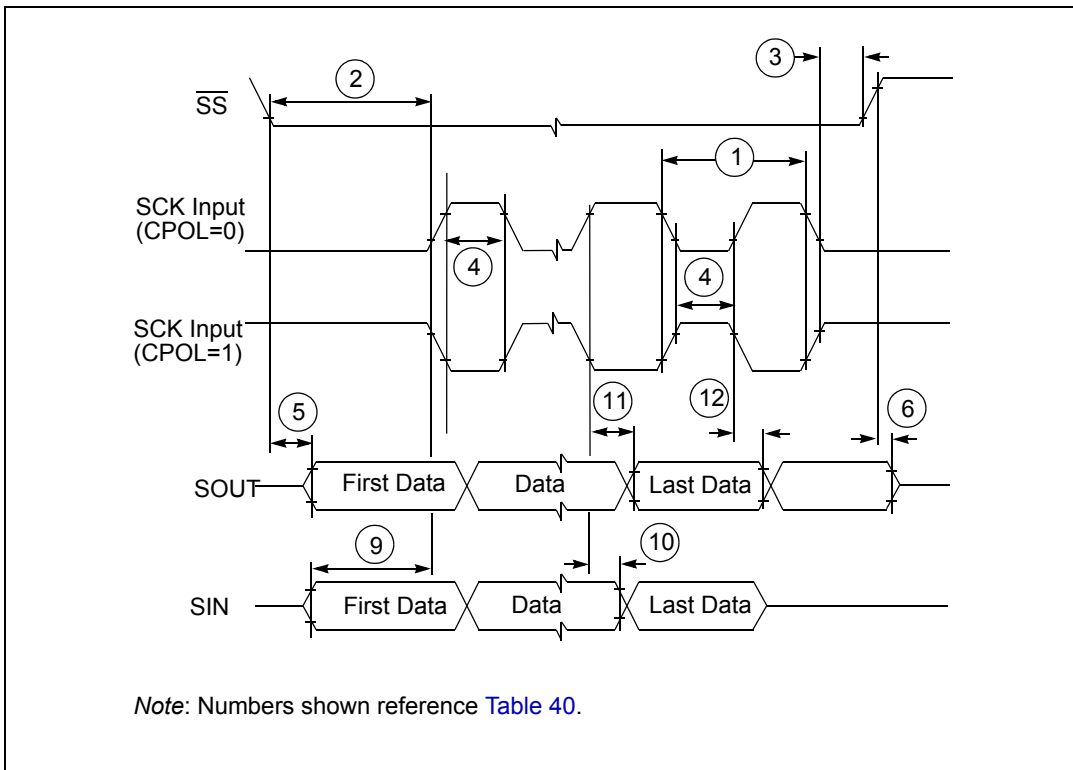 3
2
SS
1
SCK Input
(CPOL=0)
4
4
SCK Input
(CPOL=1)
11
12
5
6
First Data
Data
Last Data
SOUT
9
10
SIN
First Data
Data
Last Data
Note: Numbers shown reference Table 40.